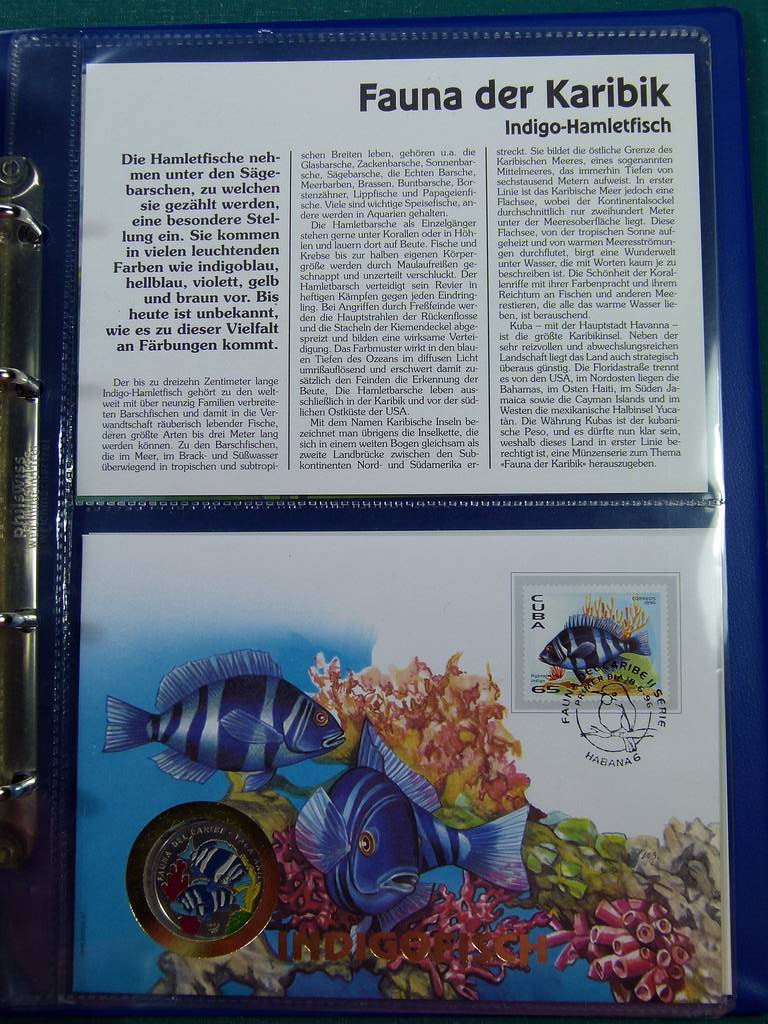 Fauna der Karibik
Indigo-Hamletfisch
Die Hamletfische neh-
men unter den Säge-
barschen, zu welchen
sie gezählt werden,
eine besondere Stel-
lung ein. Sie kommen
in vielen leuchtenden
Farben wie indigoblau,
hellblau, violett, gelb
und braun vor. Bis
heute ist unbekannt,
wie es zu dieser Vielfalt
an Färbungen kommt.
Der bis zu dreizehn Zentimeter lange
Indigo-Hamletfisch gehört zu den welt-
weit mit über neunzig Familien verbreite-
ten Barschfischen und damit in die Ver-
wandtschaft räuberisch lebender Fische,
deren größte Arten bis drei Meter lang
werden können. Zu den Barschfischen,
die im Meer, im Brack- und Süßwasser
überwiegend in tropischen und subtropi-
schen Breiten leben, gehören u.a. die
Glasbarsche, Zackenbarsche, Sonnenbar-
sche, Sägebarsche, die Echten Barsche,
Meerbarben, Brassen, Buntbarsche, Bor-
stenzähner, Lippfische und Papageienfi-
sche. Viele sind wichtige Speisefische, an-
dere werden in Aquarien gehalten.
Die Hamletbarsche als Einzelgänger
stehen gerne unter Korallen oder in Höh-
len und lauern dort auf Beute. Fische und
Krebse bis zur halben eigenen Körper-
größe werden durch Maulaufreißen ge-
schnappt und unzerteilt verschluckt. Der
Hamletbarsch verteidigt sein Revier in
heftigen Kämpfen gegen jeden Eindring-
ling. Bei Angriffen durch Freßfeinde wer-
den die Hauptstrahlen der Rückenflosse
und die Stacheln der Kiemendeckel abge-
spreizt und bilden eine wirksame Vertei-
digung. Das Farbmuster wirkt in den blau-
en Tiefen des Ozeans im diffusen Licht
umrißauflösend und erschwert damit zu-
sätzlich den Feinden die Erkennung der
Beute, Die Hamletbarsche leben aus-
schließlich in der Karibik und vor der süd-
lichen Ostküste der USA.
Mit dem Namen Karibische Inseln be-
zeichnet man übrigens die Inselkette, die
sich in einem weiten Bogen gleichsam als
zweite Landbrücke zwischen den Sub-
kontinenten Nord- und Südamerika er-
streckt. Sie bildet die östliche Grenze des
Karibischen Meeres, eines sogenannten
Mittelmeeres, das immerhin Tiefen von
sechstausend Metern aufweist. In erster
Linie ist das Karibische Meer jedoch eine
Flachsee, wobei der Kontinentalsockel
durchschnittlich nur zweihundert Meter
unter der Meeresoberfläche liegt. Diese
Flachsee, von der tropischen Sonne auf-
geheizt und von warmen Meeresströmun-
gen durchflutet, birgt eine Wunderwelt
unter Wasser, die mit Worten kaum je zu
beschreiben ist. Die Schönheit der Koral-
lenriffe mit ihrer Farbenpracht und ihrem
Reichtum an Fischen und anderen Mee-
restieren, die alle das warme Wasser lie-
ben, ist berauschend.
Kuba – mit der Hauptstadt Havanna –
ist die größte Karibikinsel. Neben der
sehr reizvollen und abwechslungsreichen
Landschaft liegt das Land auch strategisch
überaus günstig. Die Floridastraße trennt
es von den USA, im Nordosten liegen die
Bahamas, im Osten Haiti, im Süden Ja-
maica sowie die Cayman Islands und im
Westen die mexikanische Halbinsel Yuca-
tán. Die Währung Kubas ist der kubani-
sche Peso, und es dürfte nun klar sein,
weshalb dieses Land in erster Linie be-
rechtigt ist, eine Münzenserie zum Thema
«Fauna der Karibik» herauszugeben.
CUBA
CORREOS
1996
65
FAUNA DEL CARIBE II SERIE
HABANA 6
FAUNA DEL CARIBE
INDIGOFISCH